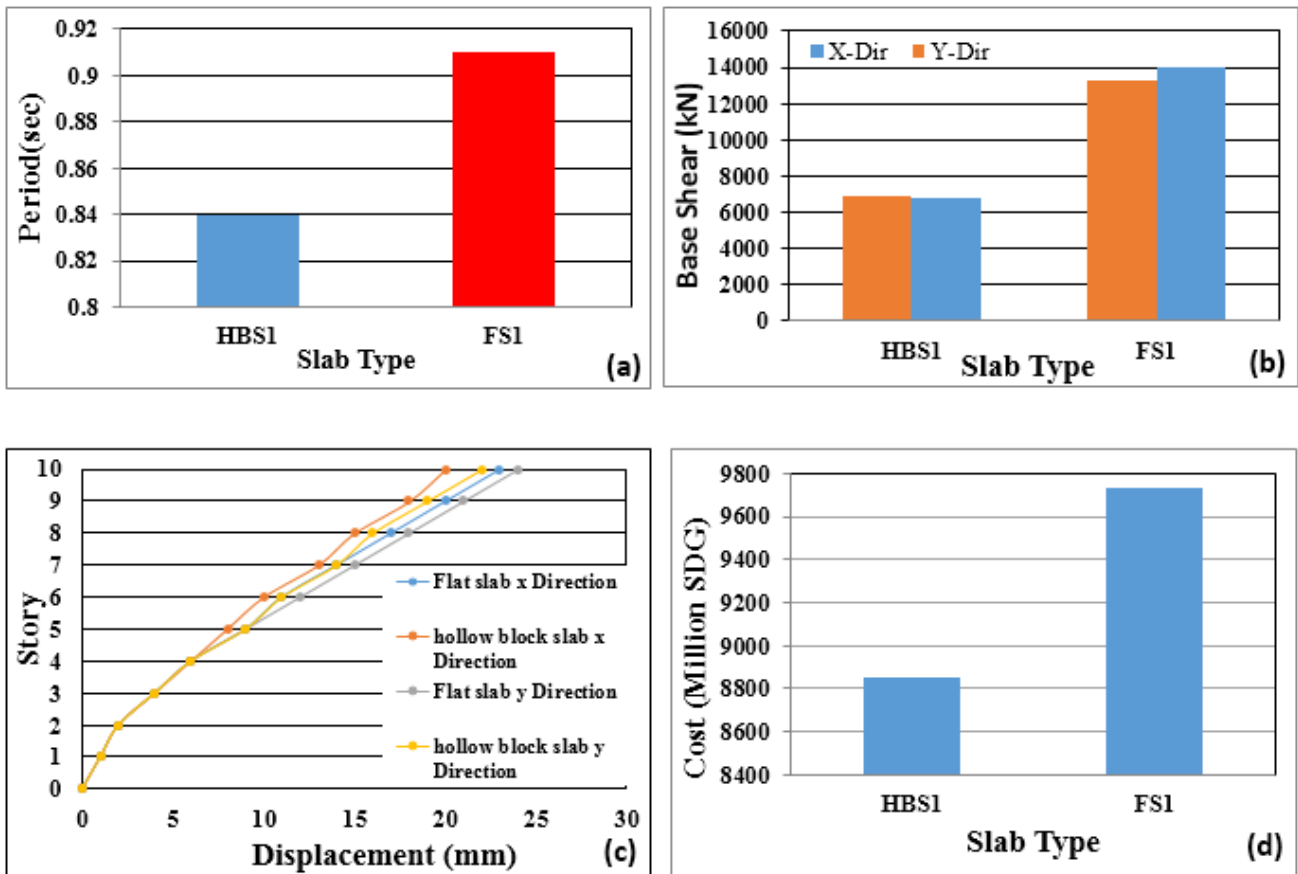 0.92
0.9
0.88
0.86
0.84
0.82
0.8
Period(sec)
HBS1
FS1
Slab Type
(a)
16000
14000
12000
10000
8000
6000
4000
2000
0
Base Shear (kN)
X-Dir
Y-Dir
HBS1
FS1
Slab Type
(b)
10
9
8
7
6
5
4
3
2
1
0
Story
Flat slab x Direction
hollow block slab x
Direction
Flat slab y Direction
hollow block slab y
Direction
0
5
10
15
20
25
30
Displacement (mm)
(c)
9800
9600
9400
9200
9000
8800
8600
8400
Cost (Million SDG)
HBS1
FS1
Slab Type
(d)